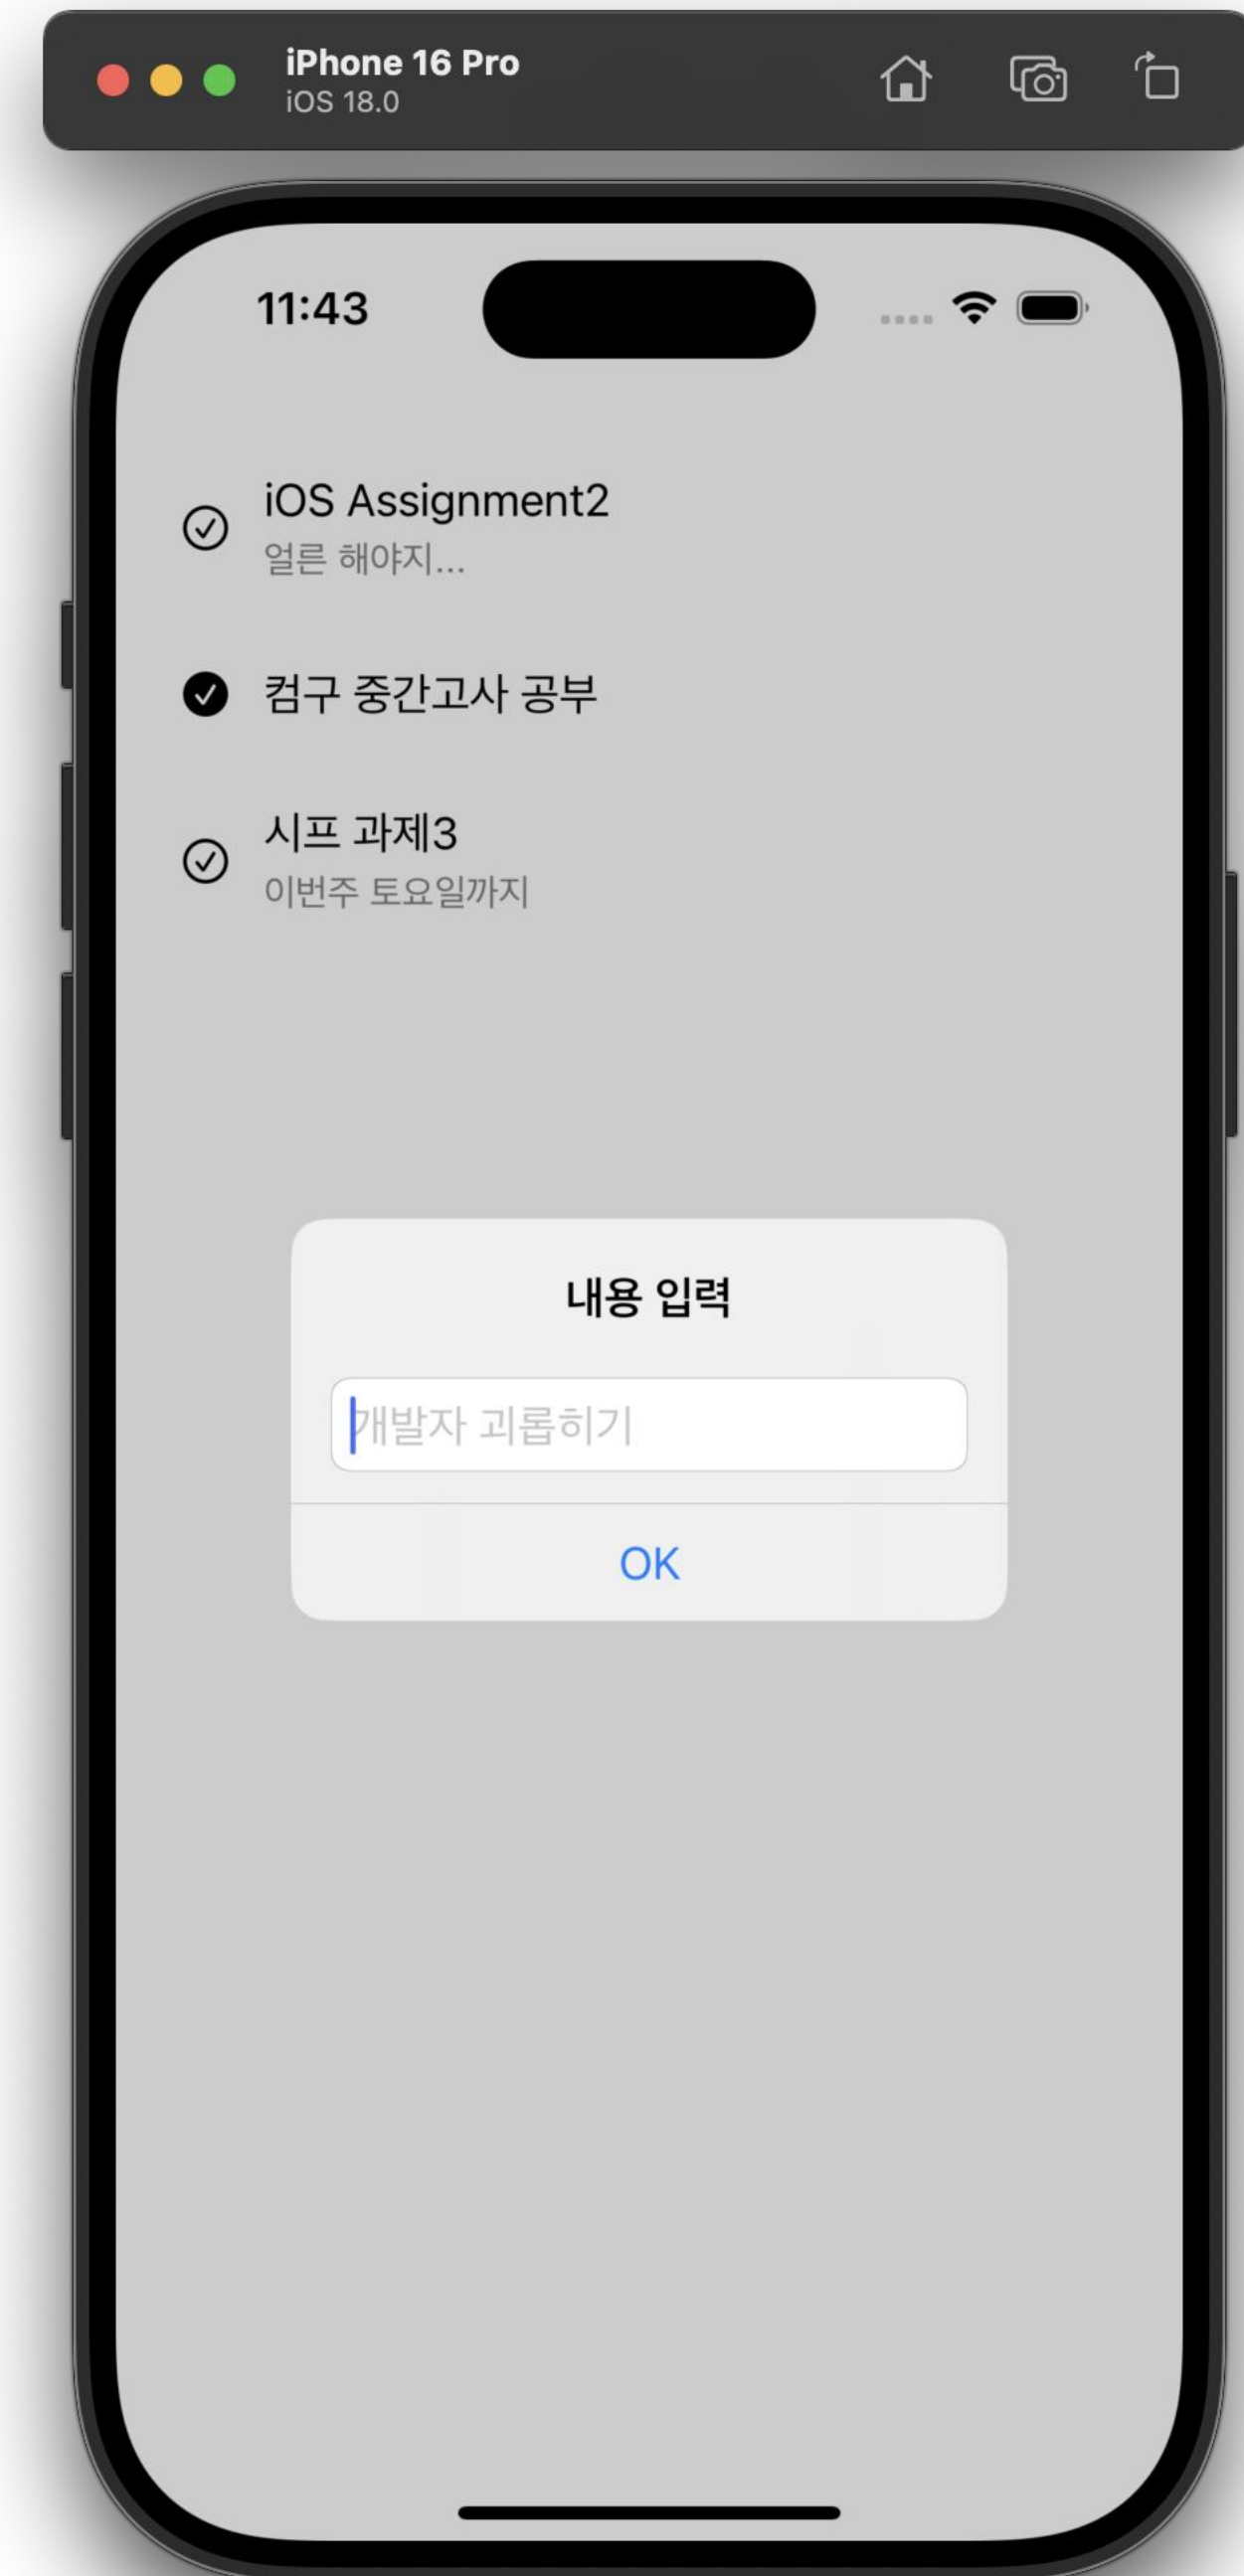 iPhone 16 Pro
iOS 18.0
11:43
iOS Assignment2
얼른 해야지...
컴구 중간고사 공부
시프 과제3
이번주 토요일까지
내용 입력
개발자 괴롭히기
OK